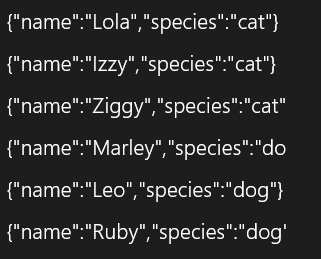 {"name":"Lola","species":"cat"}
{"name":"Izzy","species":"cat"}
{"name":"Ziggy","species":"cat"
{"name":"Marley","species":"do
{"name":"Leo","species":"dog"}
{"name":"Ruby","species":"dog'